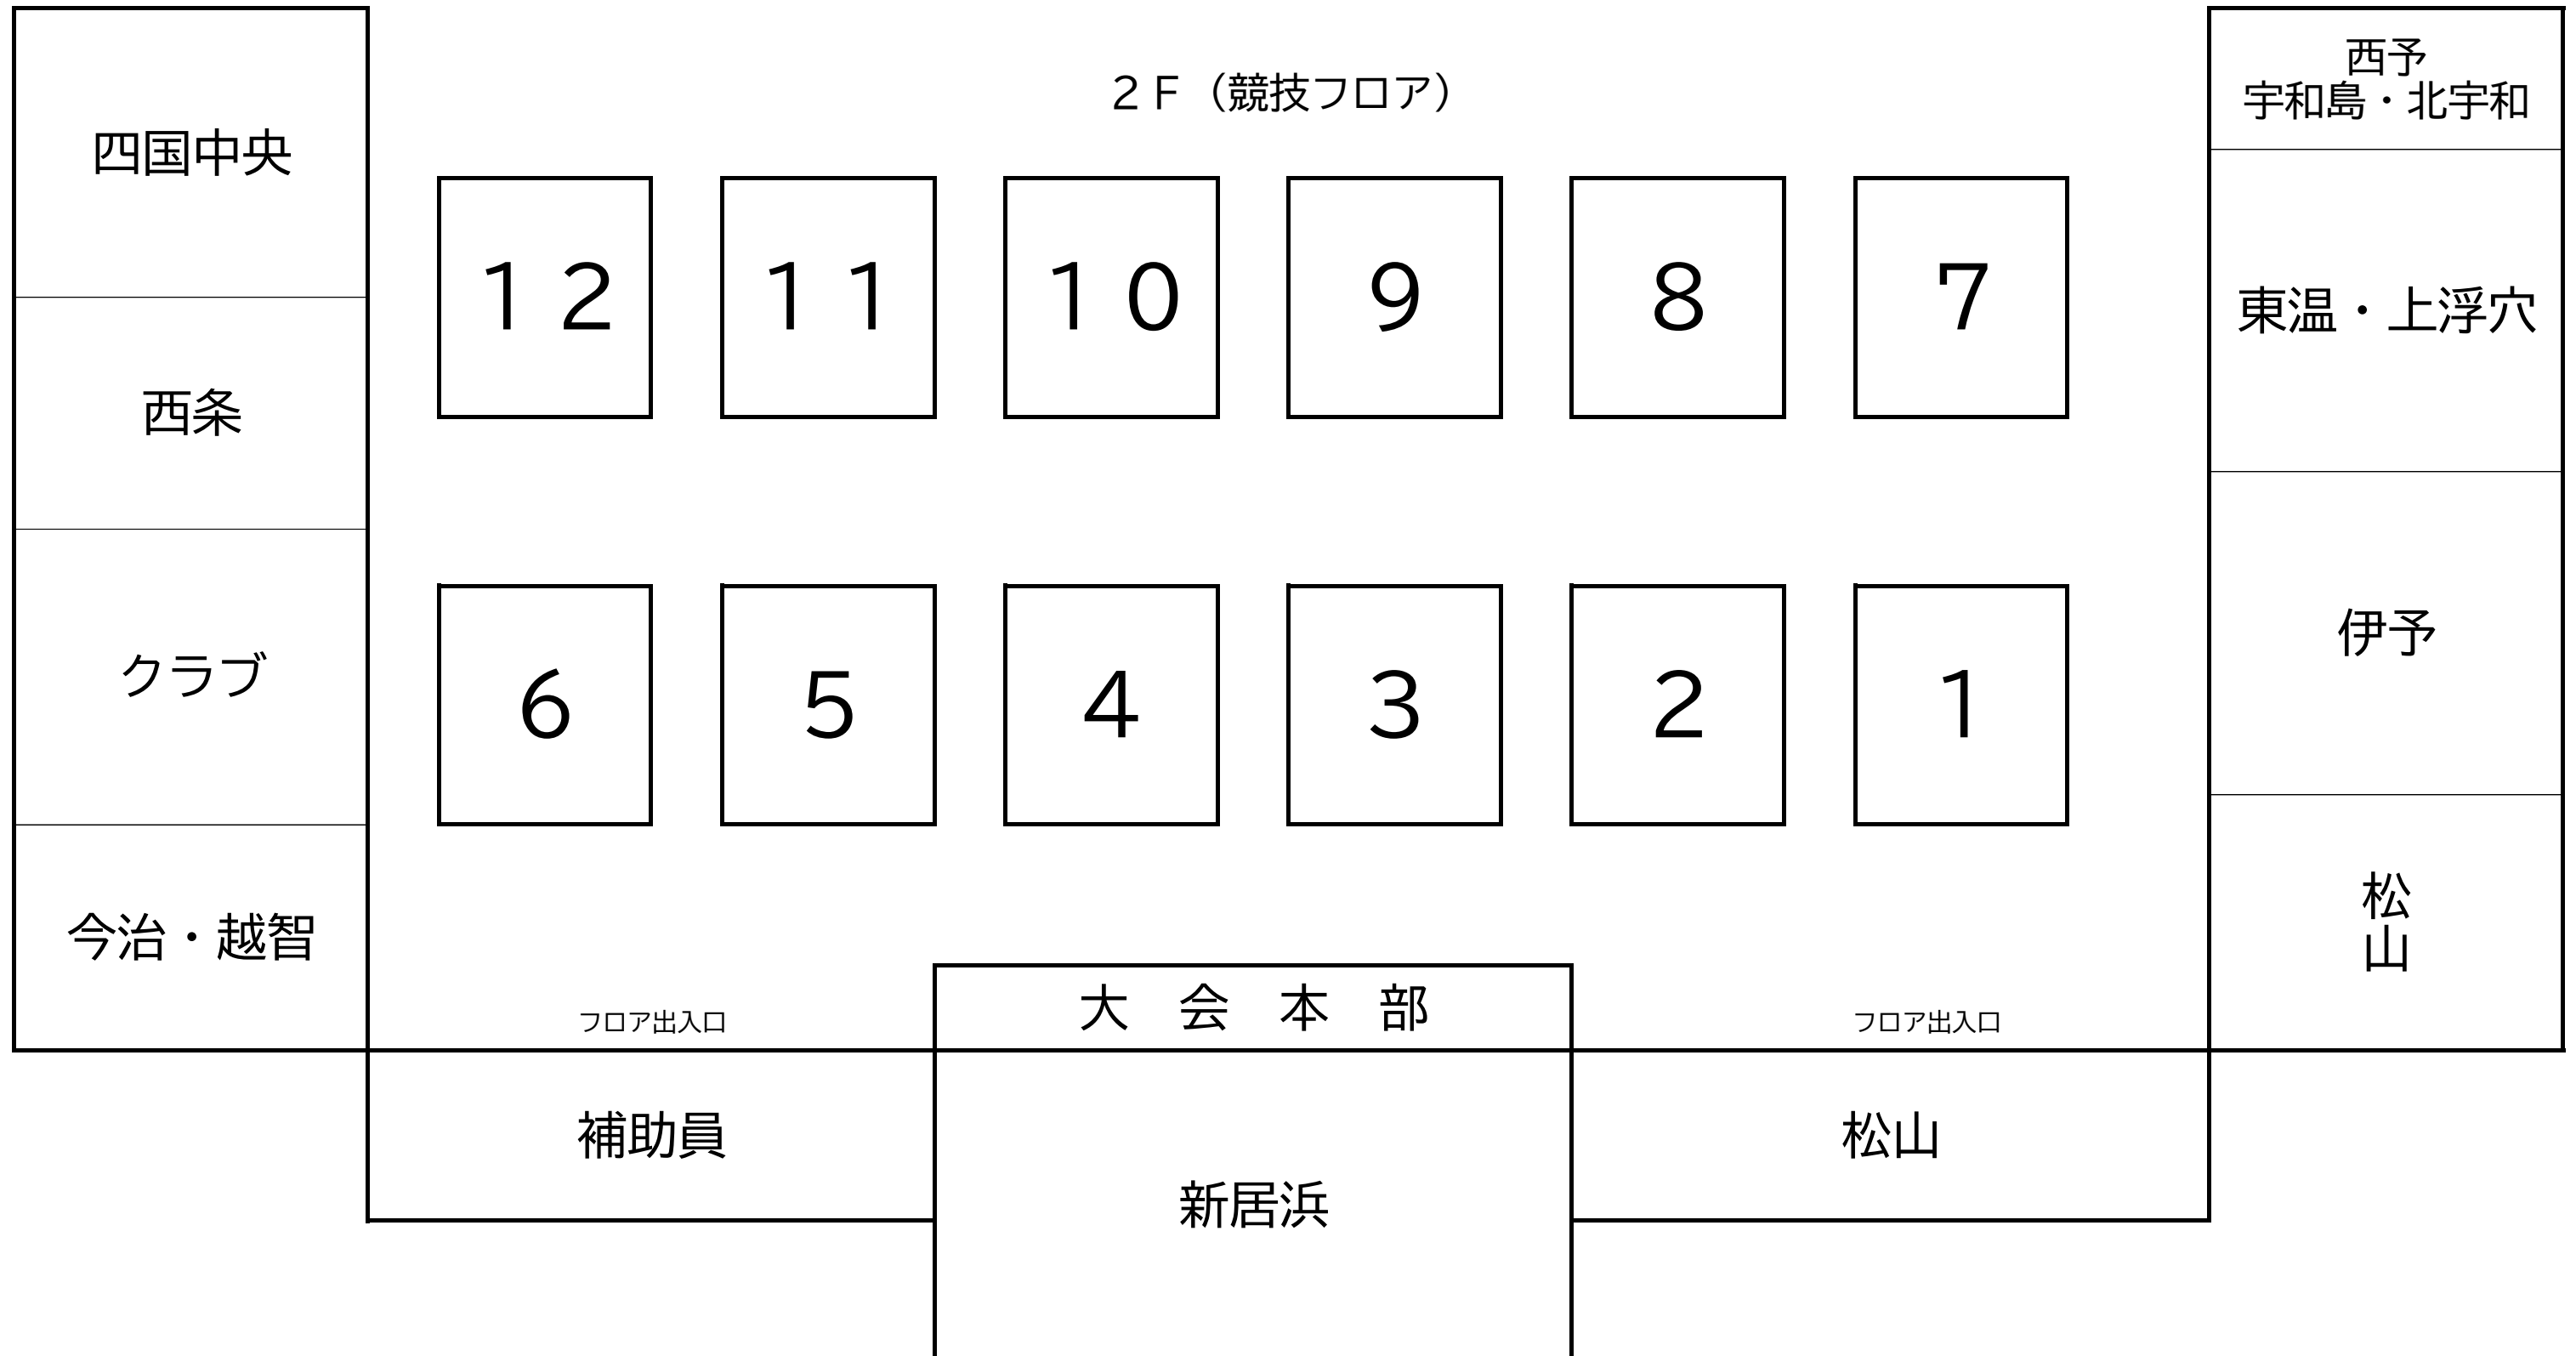 ２Ｆ（競技フロア）
四国中央
西条
クラブ
今治・越智
１２
１１
１０
９
８
７
６
５
４
３
２
１
西予
宇和島・北宇和
東温・上浮穴
伊予
松
山
フロア出入口
大　会　本　部
フロア出入口
補助員
新居浜
松山